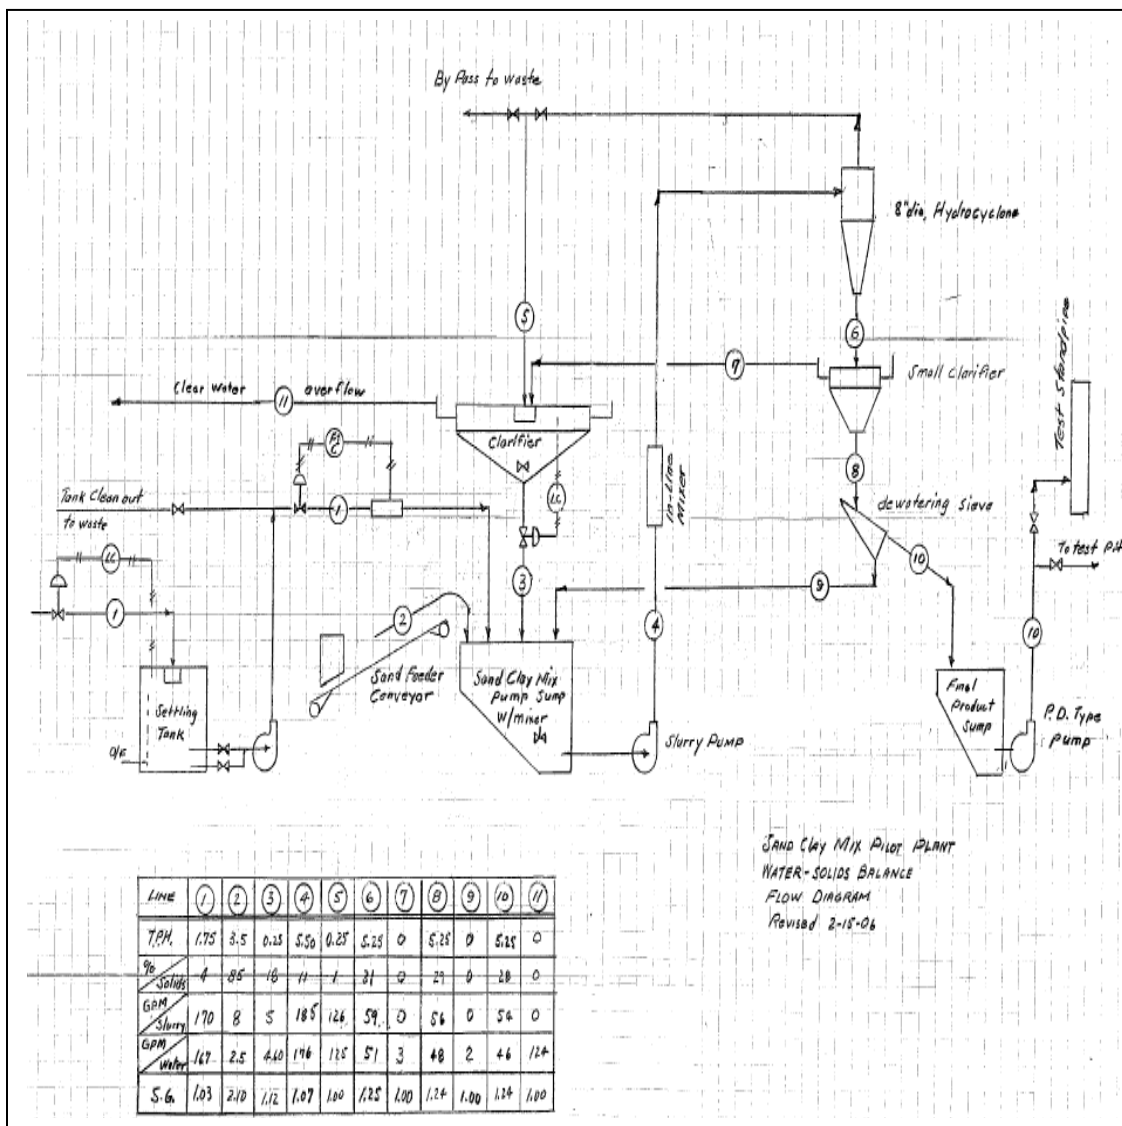 By Pass to waste
8" dia. Hydrocyclone
5
6
7
Small Clarifier
Test Standpipe
Clear Water 11 overflow
Clarifier
8
In-Line
Mixer
LC
Tank Clean out
to waste
1
dewatering Sieve
10
To test Pit
LC
1
3
9
2
4
10
Sand Feeder
Conveyor
Sand Clay Mix
Pump Sump
W/mixer
Settling
Tank
O/F
Slurry Pump
Final
Product
Sump
P.D. Type
Pump
SAND CLAY MIX PILOT PLANT
WATER-SOLIDS BALANCE
FLOW DIAGRAM
Revised 2-15-06
LINE 1 2 3 4 5 6 7 8 9 10 11
T.P.H. 1.75 3.5 0.25 5.50 0.25 5.25 0 5.25 0 5.25 0
% Solids 4 85 18 11 1 31 0 29 0 28 0
GPM Slurry 170 8 5 185 126 59 0 56 0 54 0
GPM Water 167 2.5 4.60 176 125 51 3 48 2 46 124
S.G. 1.03 2.10 1.12 1.07 1.00 1.25 1.00 1.24 1.00 1.24 1.00